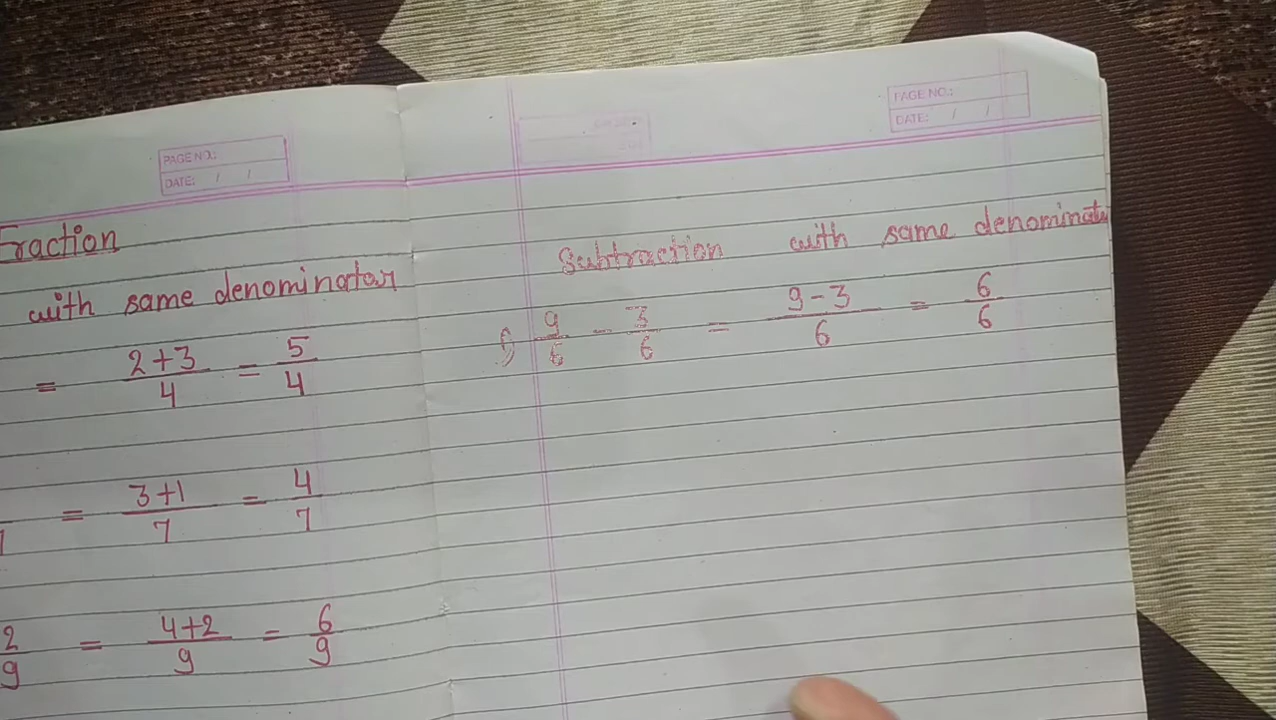 PAGE NO.:
DATE: / /
Fraction
with same denominator
= 2+3/4 = 5/4
= 3+1/7 = 4/7
2/9 = 4+2/9 = 6/9
PAGE NO.:
DATE: / /
Subtraction with same denominato
9/6 - 3/6 = 9-3/6 = 6/6